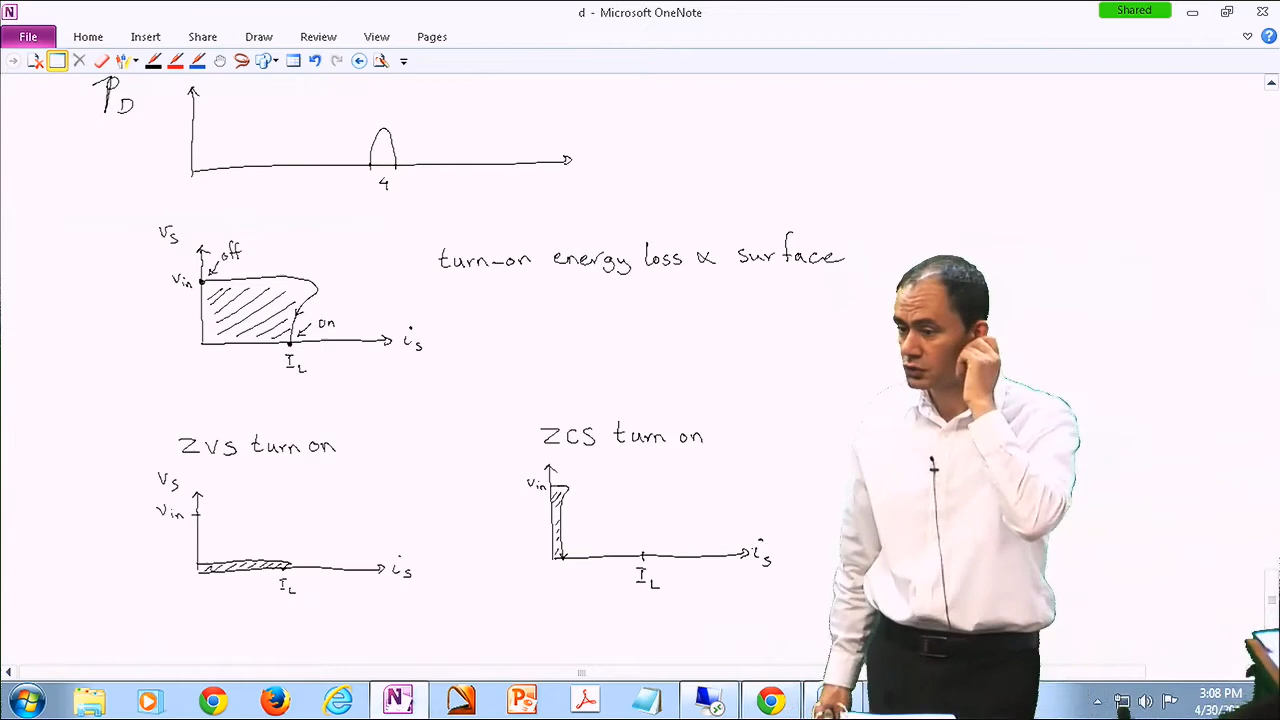 d - Microsoft OneNote
Shared
File Home Insert Share Draw Review View Pages
P_D
4
v_s
off
v_in
on
i_s
I_L
turn-on energy loss ∝ surface
ZVS turn on
v_s
v_in
i_s
I_L
ZCS turn on
v_in
i_s
I_L
3:08 PM